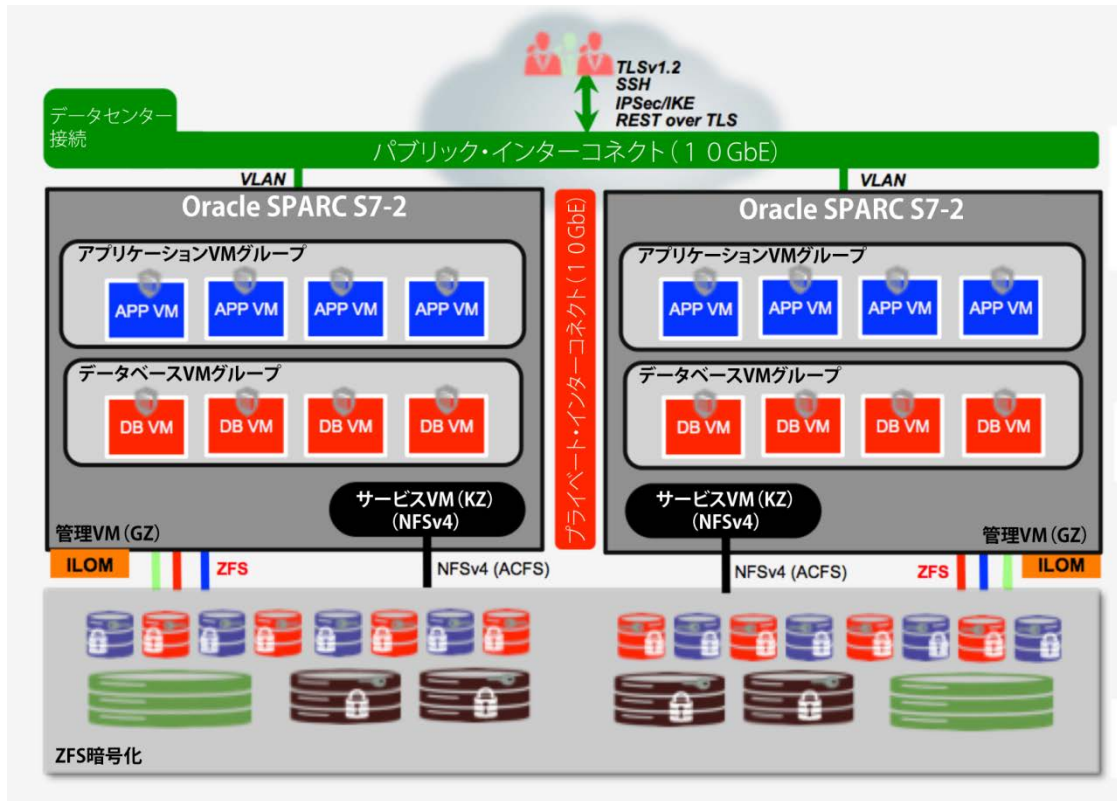 TLSv1.2
SSH
IPSec/IKE
REST over TLS
データセンター
接続
パブリック・インターコネクト(10GbE)
VLAN
VLAN
Oracle SPARC S7-2
アプリケーションVMグループ
APP VM APP VM APP VM APP VM
データベースVMグループ
DB VM DB VM DB VM DB VM
サービスVM(KZ)
(NFSv4)
管理VM(GZ)
プライベート・インターコネクト(10GbE)
Oracle SPARC S7-2
アプリケーションVMグループ
APP VM APP VM APP VM APP VM
データベースVMグループ
DB VM DB VM DB VM DB VM
サービスVM(KZ)
(NFSv4)
管理VM(GZ)
ILOM
ZFS
NFSv4 (ACFS)
NFSv4 (ACFS)
ZFS
ILOM
ZFS暗号化